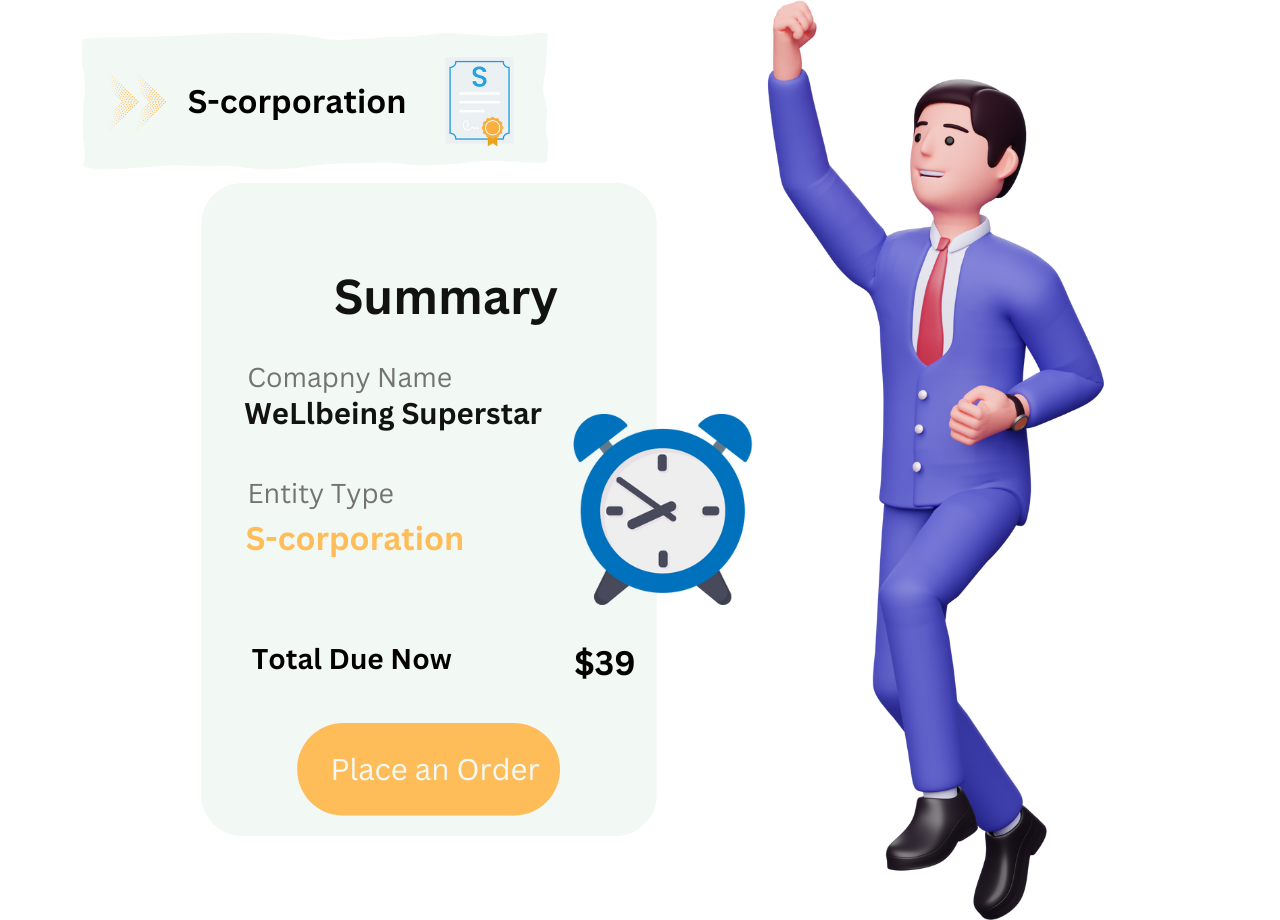 S-corporation
S
Summary
Comapny Name
WeLlbeing Superstar
Entity Type
S-corporation
Total Due Now $39
Place an Order